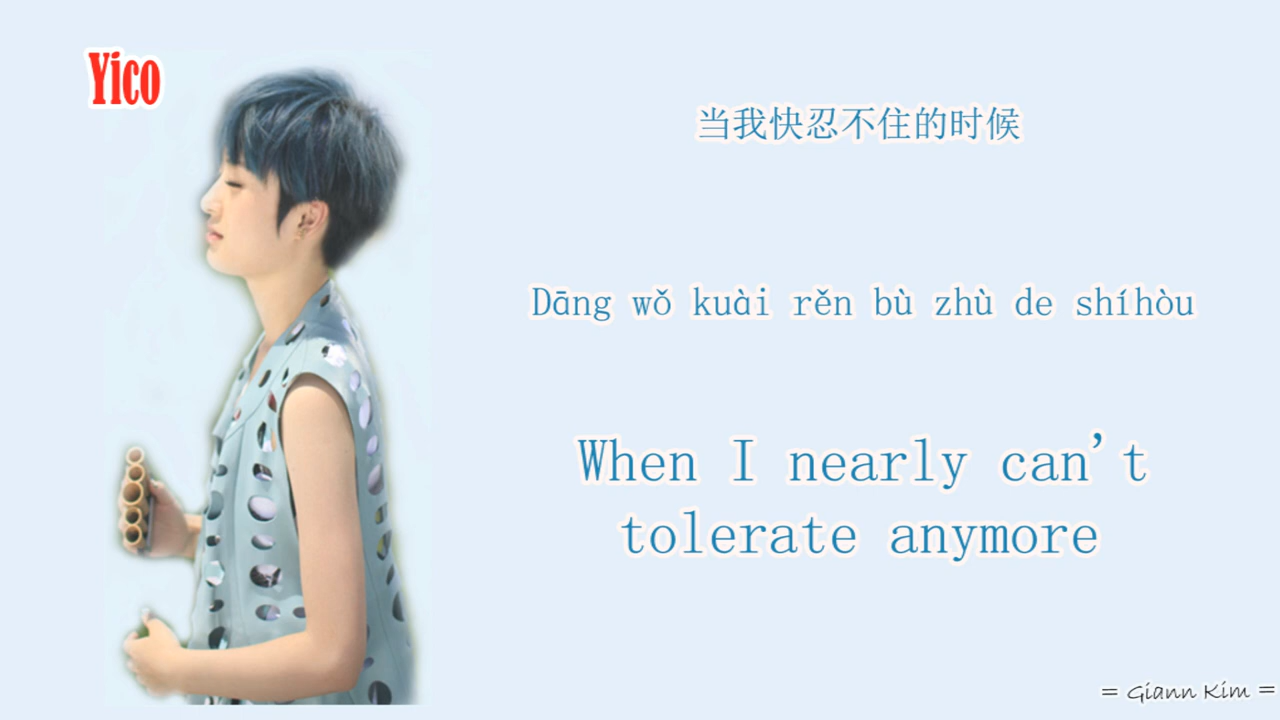 Yico
当我快忍不住的时候
Dāng wǒ kuài rěn bù zhù de shíhòu
When I nearly can't
tolerate anymore
= Giann Kim =